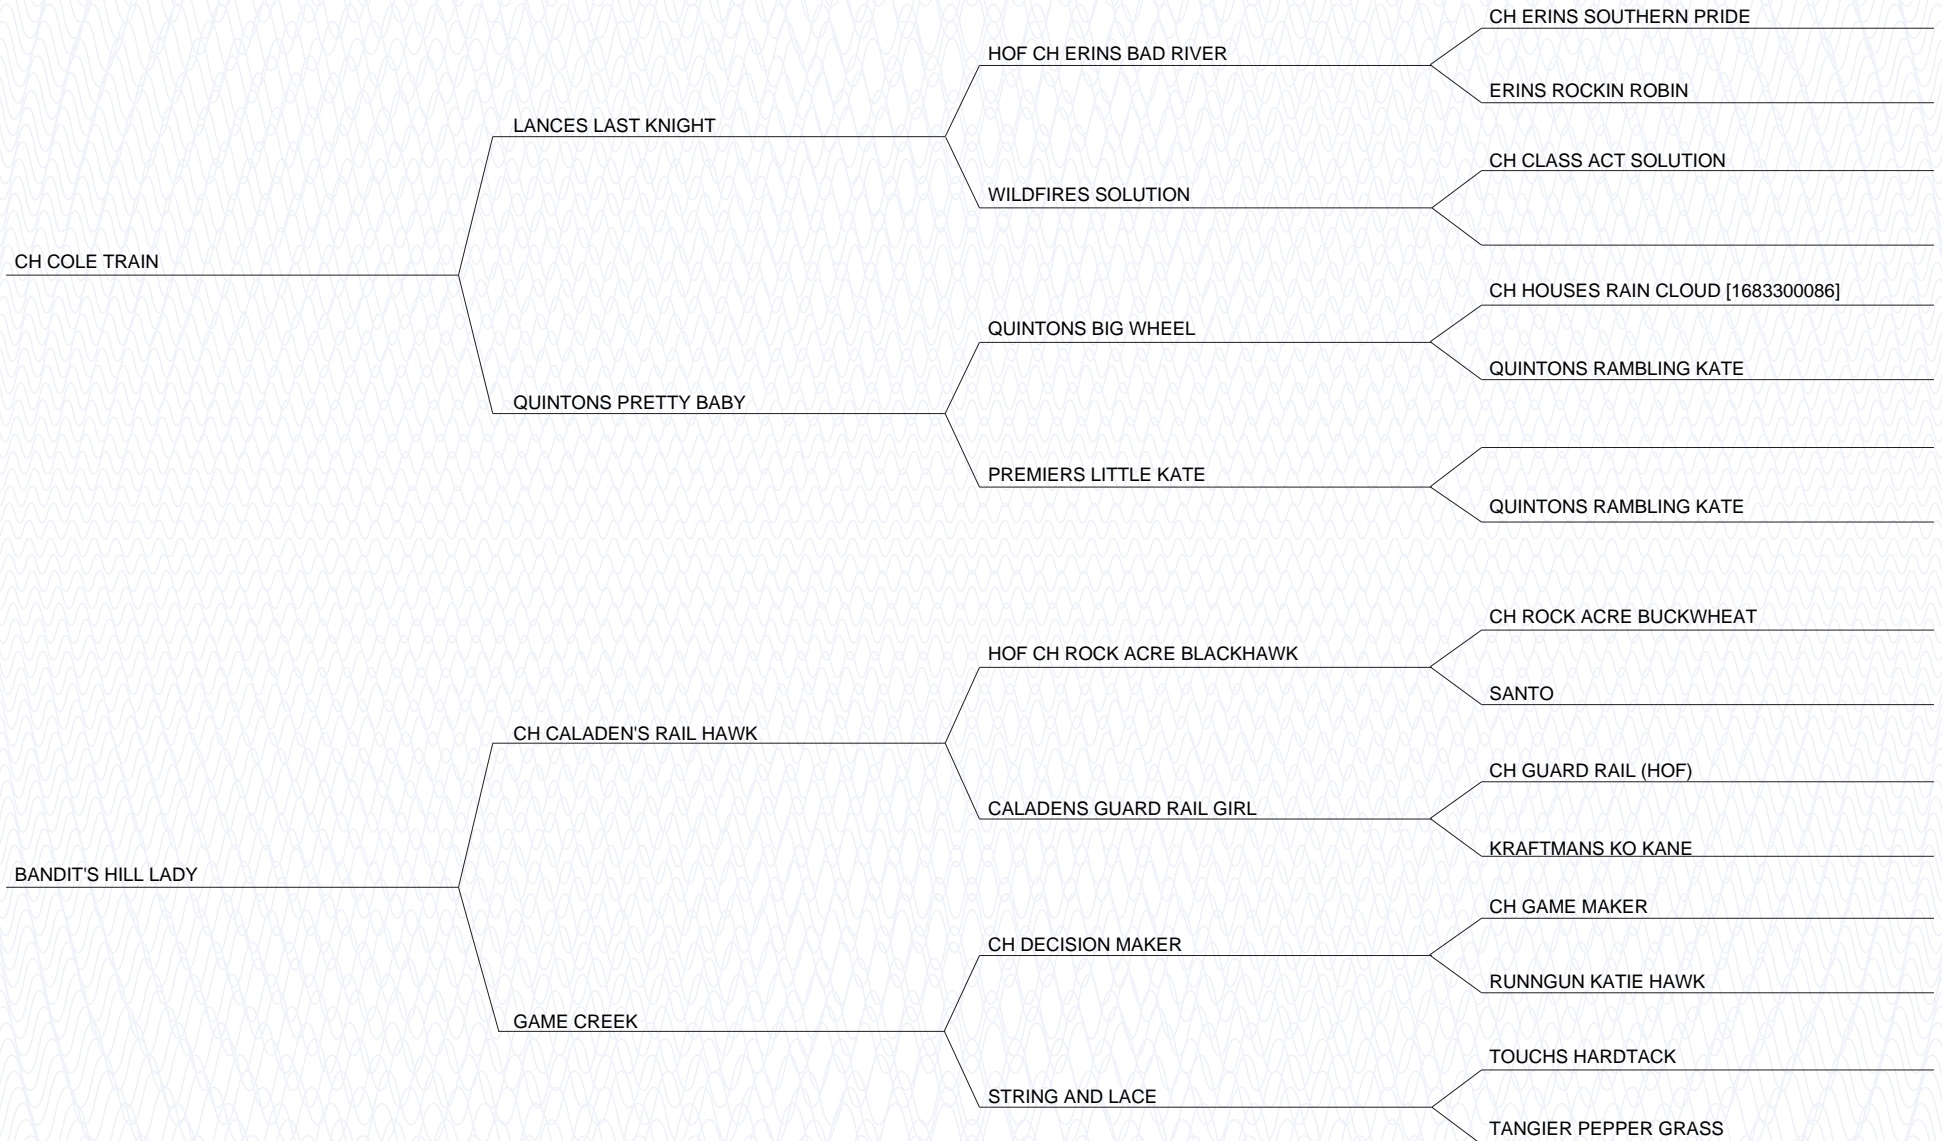 CH ERINS SOUTHERN PRIDE
HOF CH ERINS BAD RIVER
ERINS ROCKIN ROBIN
LANCES LAST KNIGHT
CH CLASS ACT SOLUTION
WILDFIRES SOLUTION
CH COLE TRAIN
CH HOUSES RAIN CLOUD [1683300086]
QUINTONS BIG WHEEL
QUINTONS RAMBLING KATE
QUINTONS PRETTY BABY
PREMIERS LITTLE KATE
QUINTONS RAMBLING KATE
CH ROCK ACRE BUCKWHEAT
HOF CH ROCK ACRE BLACKHAWK
SANTO
CH CALADEN'S RAIL HAWK
CH GUARD RAIL (HOF)
CALADENS GUARD RAIL GIRL
KRAFTMANS KO KANE
BANDIT'S HILL LADY
CH GAME MAKER
CH DECISION MAKER
RUNNGUN KATIE HAWK
GAME CREEK
TOUCHS HARDTACK
STRING AND LACE
TANGIER PEPPER GRASS